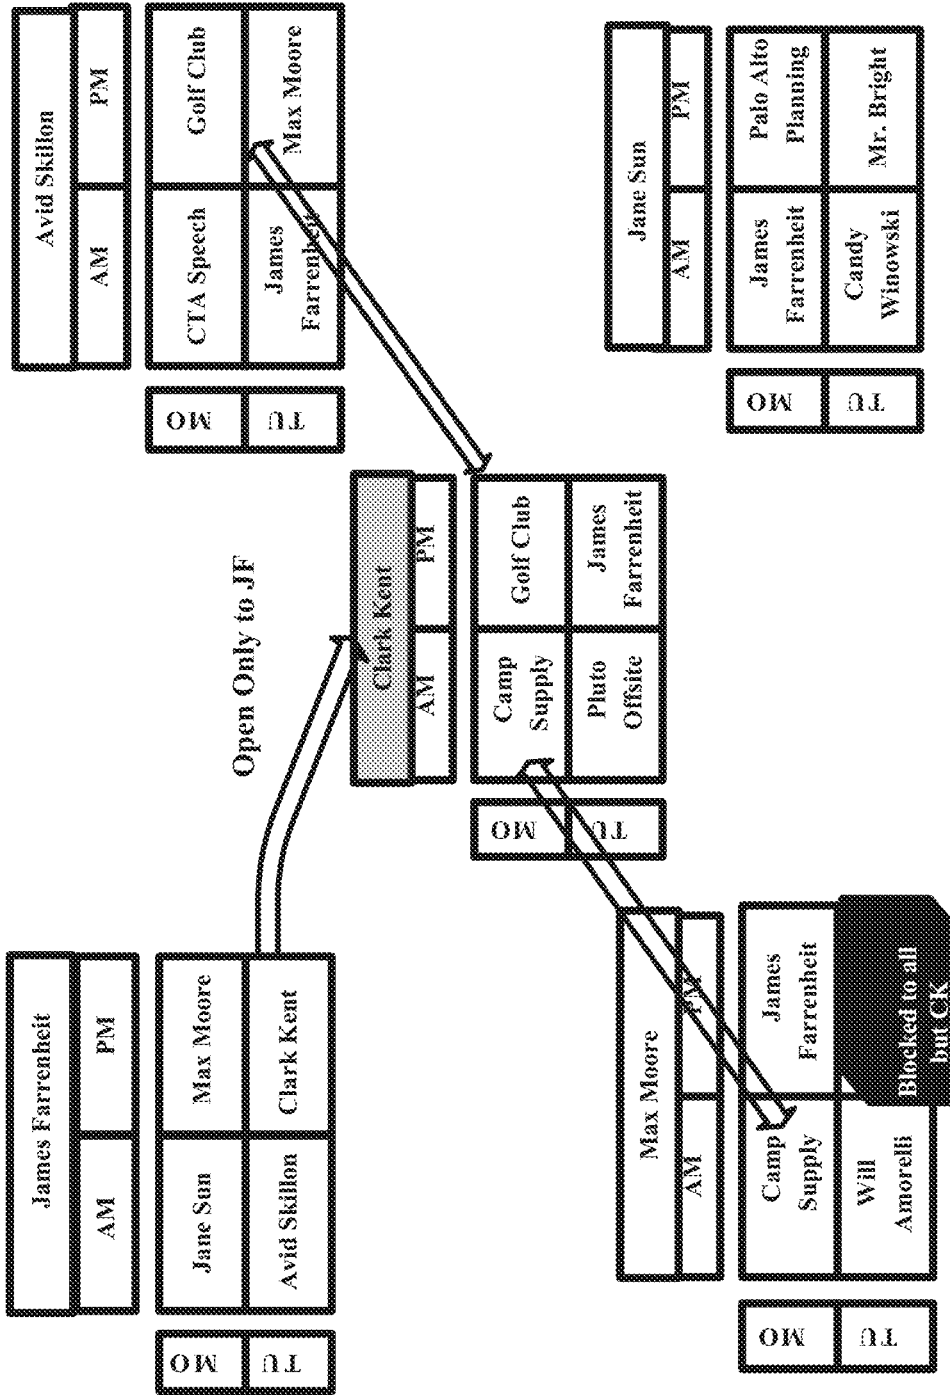 James Farrenheit
AM
PM
MO
Jane Sun
Max Moore
TU
Avid Skillon
Clark Kent
Open Only to JF
Avid Skillon
AM
PM
MO
CTA Speech
Golf Club
TU
James
Farrenheit
Max Moore
Clark Kent
AM
PM
MO
Camp
Supply
Golf Club
TU
Pluto
Offsite
James
Farrenheit
Max Moore
AM
PM
MO
Camp
Supply
James
Farrenheit
TU
Will
Amorelli
Blocked to all
but CK
Jane Sun
AM
PM
MO
James
Farrenheit
Palo Alto
Planning
TU
Candy
Winowski
Mr. Bright